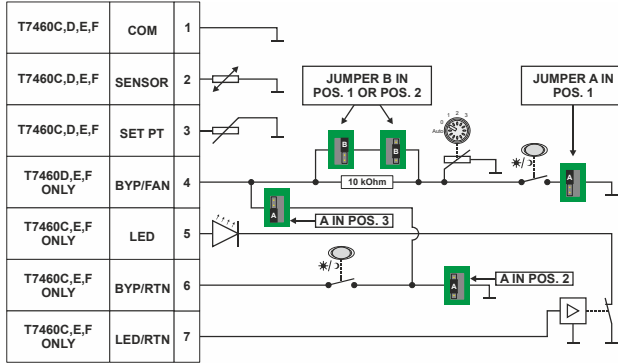 T7460C,D,E,F COM 1
T7460C,D,E,F SENSOR 2
T7460C,D,E,F SET PT 3
T7460D,E,F
ONLY
BYP/FAN 4
T7460C,E,F
ONLY
LED 5
T7460C,E,F
ONLY
BYP/RTN 6
T7460C,E,F
ONLY
LED/RTN 7
JUMPER B IN
POS. 1 OR POS. 2
JUMPER A IN
POS. 1
B
B
Auto 0 1 2 3
10 kOhm
A
A
A IN POS. 3
A
A IN POS. 2